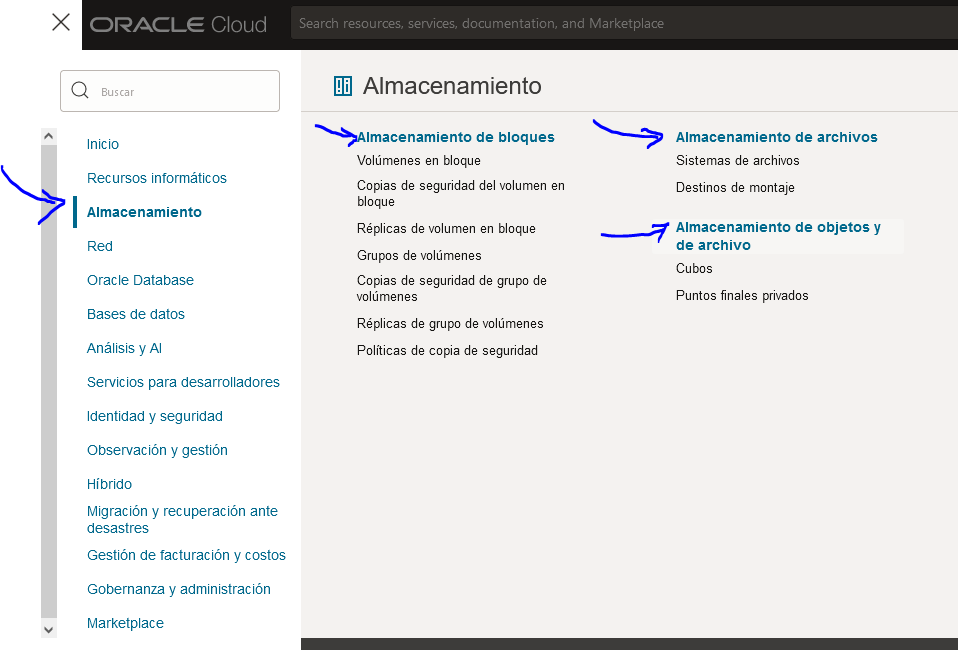 ORACLE Cloud
Search resources, services, documentation, and Marketplace
Buscar
Inicio
Recursos informáticos
Almacenamiento
Red
Oracle Database
Bases de datos
Análisis y AI
Servicios para desarrolladores
Identidad y seguridad
Observación y gestión
Híbrido
Migración y recuperación ante
desastres
Gestión de facturación y costos
Gobernanza y administración
Marketplace
Almacenamiento
Almacenamiento de bloques
Volúmenes en bloque
Copias de seguridad del volumen en
bloque
Réplicas de volumen en bloque
Grupos de volúmenes
Copias de seguridad de grupo de
volúmenes
Réplicas de grupo de volúmenes
Políticas de copia de seguridad
Almacenamiento de archivos
Sistemas de archivos
Destinos de montaje
Almacenamiento de objetos y
de archivo
Cubos
Puntos finales privados